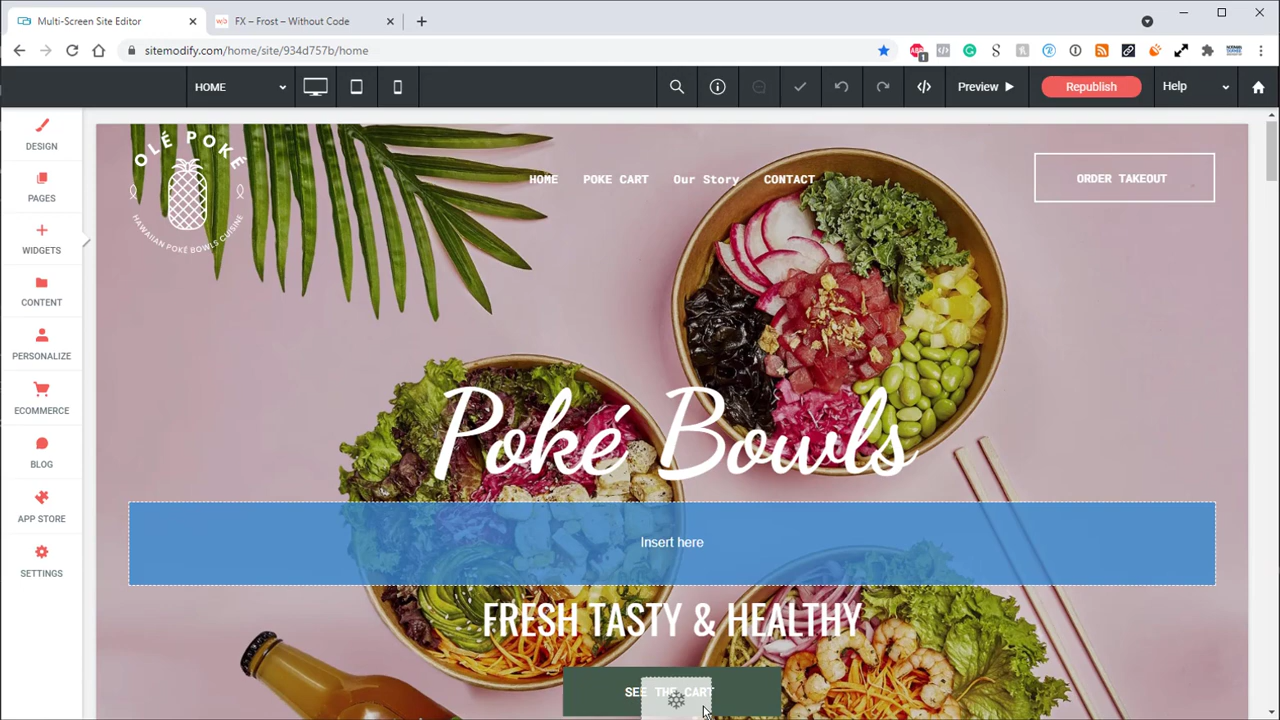 Multi-Screen Site Editor
FX – Frost – Without Code
sitemodify.com/home/site/934d757b/home
HOME
Preview
Republish
Help
DESIGN
PAGES
WIDGETS
CONTENT
PERSONALIZE
ECOMMERCE
BLOG
APP STORE
SETTINGS
OLÉ POKÉ
HAWAIIAN POKÉ BOWLS CUISINE
HOME POKE CART Our Story CONTACT
ORDER TAKEOUT
Poké Bowls
Insert here
FRESH TASTY & HEALTHY
SEE THE CART